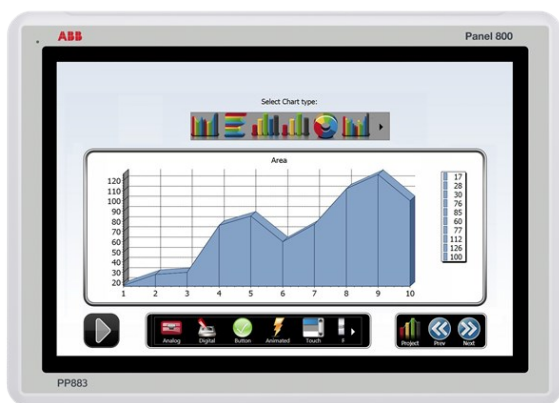 ABB
Panel 800
Select Chart type:
Area
120
110
100
90
80
70
60
50
40
30
20
1 2 3 4 5 6 7 8 9 10
17
28
30
76
85
60
77
112
126
100
Analog Digital Button Animated Touch If
Project Prev Next
PP883